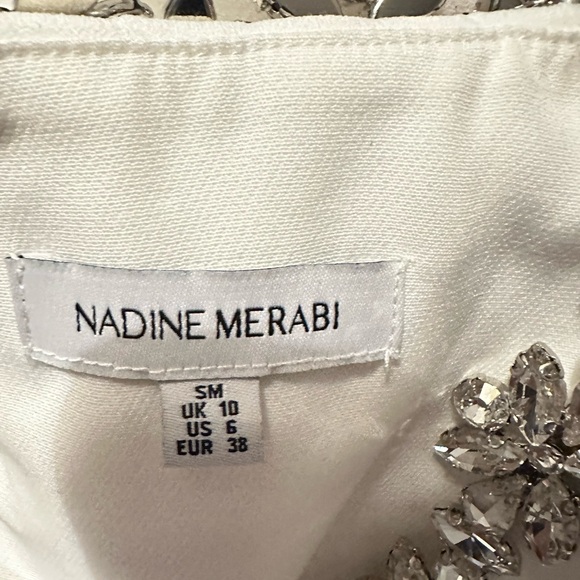 NADINE MERABI
SM
UK 10
US 6
EUR 38